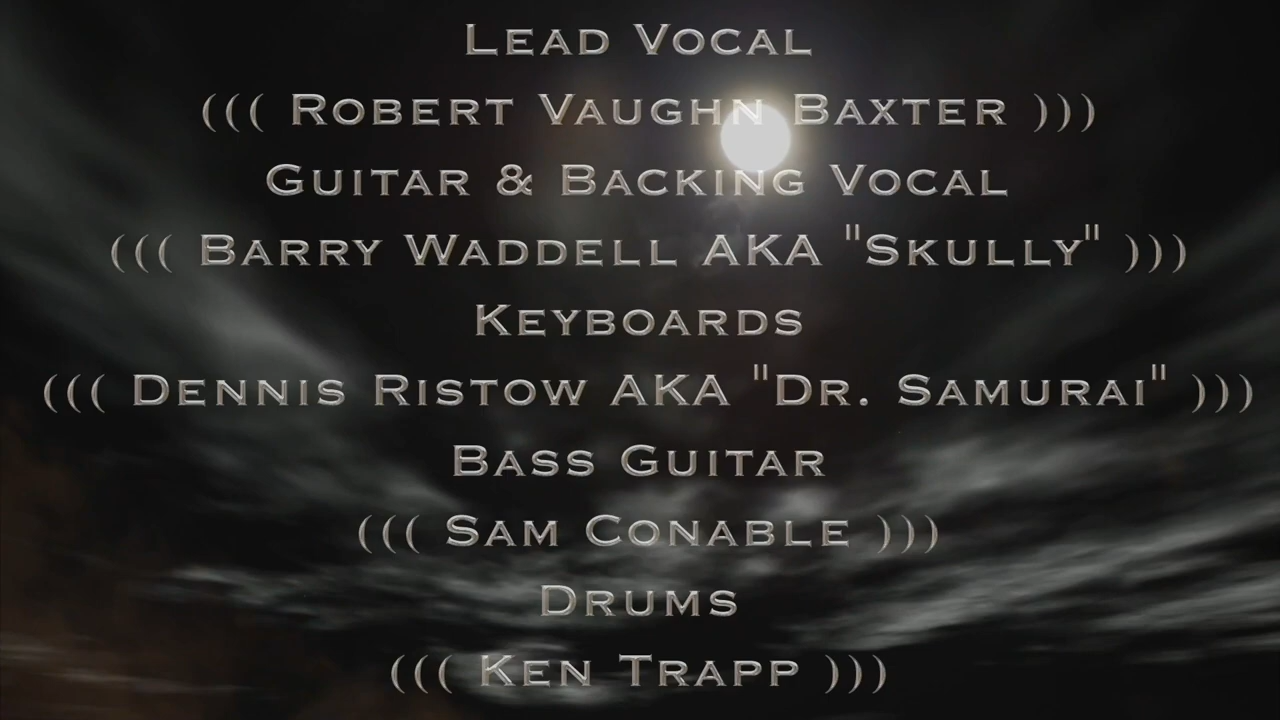 Lead Vocal
((( Robert Vaughn Baxter )))
Guitar & Backing Vocal
((( Barry Waddell AKA "Skully" )))
Keyboards
((( Dennis Ristow AKA "Dr. Samurai" )))
Bass Guitar
((( Sam Conable )))
Drums
((( Ken Trapp )))